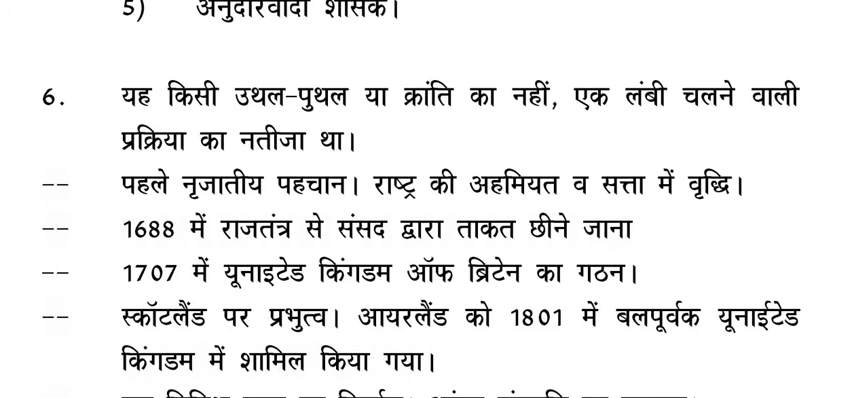 5) अनुदारवादी शासक।
6. यह किसी उथल-पुथल या क्रांति का नहीं, एक लंबी चलने वाली
प्रक्रिया का नतीजा था।
-- पहले नृजातीय पहचान। राष्ट्र की अहमियत व सत्ता में वृद्धि।
-- 1688 में राजतंत्र से संसद द्वारा ताकत छीने जाना
-- 1707 में यूनाइटेड किंगडम ऑफ ब्रिटेन का गठन।
-- स्कॉटलैंड पर प्रभुत्व। आयरलैंड को 1801 में बलपूर्वक यूनाईटेड
किंगडम में शामिल किया गया।